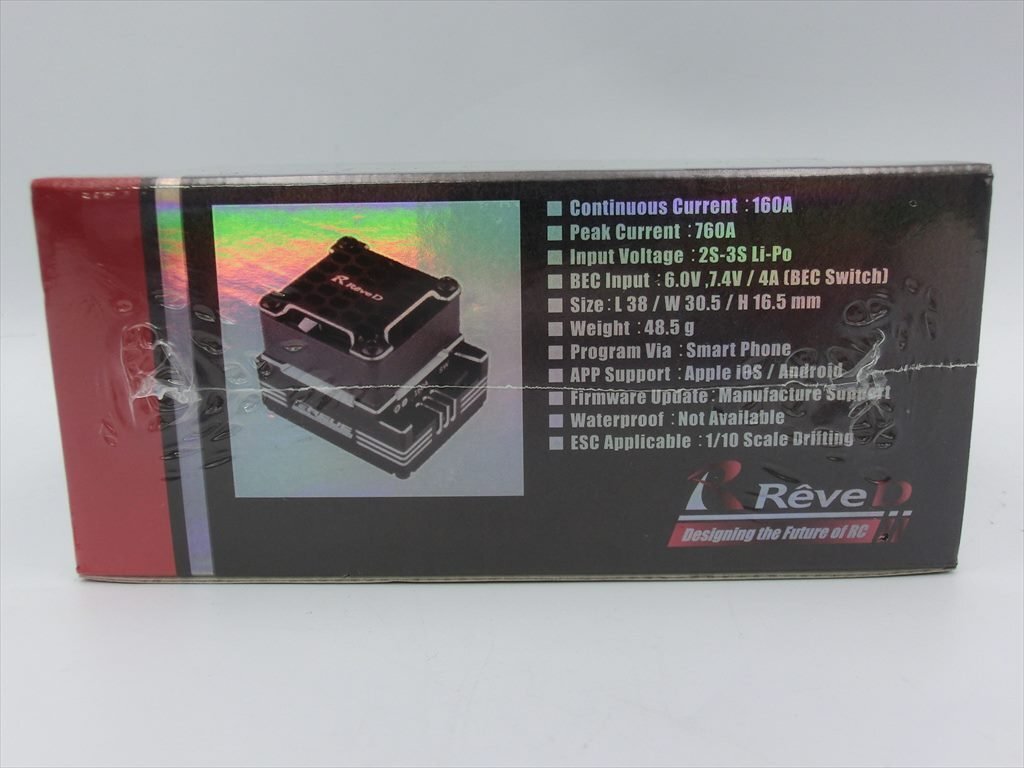 Continuous Current : 160A
Peak Current : 760A
Input Voltage : 2S-3S Li-Po
BEC Input : 6.0V ,7.4V / 4A (BEC Switch)
Size : L 38 / W 30.5 / H 16.5 mm
Weight : 48.5 g
Program Via : Smart Phone
APP Support : Apple iOS / Android
Firmware Update : Manufacture Support
Waterproof : Not Available
ESC Applicable : 1/10 Scale Drifting
RêveD
RêveD
Designing the Future of RC